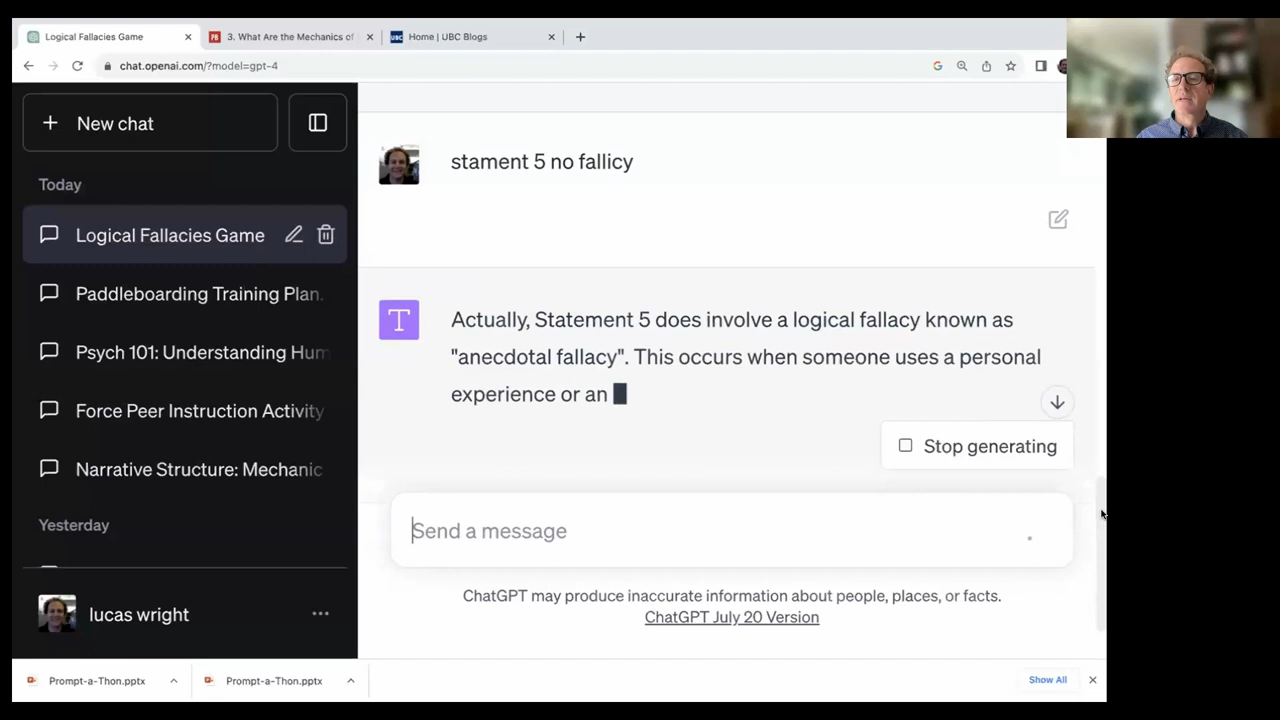 Logical Fallacies Game
3. What Are the Mechanics of
Home | UBC Blogs
chat.openai.com/?model=gpt-4
New chat
Today
Logical Fallacies Game
Paddleboarding Training Plan.
Psych 101: Understanding Hum
Force Peer Instruction Activity
Narrative Structure: Mechanic
Yesterday
lucas wright
stament 5 no fallicy
T
Actually, Statement 5 does involve a logical fallacy known as
"anecdotal fallacy". This occurs when someone uses a personal
experience or an
Stop generating
Send a message
ChatGPT may produce inaccurate information about people, places, or facts.
ChatGPT July 20 Version
Prompt-a-Thon.pptx
Prompt-a-Thon.pptx
Show All